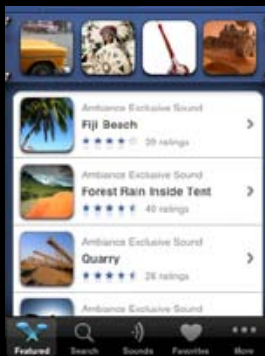 Ambiance Exclusive Sound
Fiji Beach
39 ratings
Ambiance Exclusive Sound
Forest Rain Inside Tent
40 ratings
Ambiance Exclusive Sound
Quarry
26 ratings
Ambiance Exclusive Sound
Featured
Search
Sounds
Favorites
More